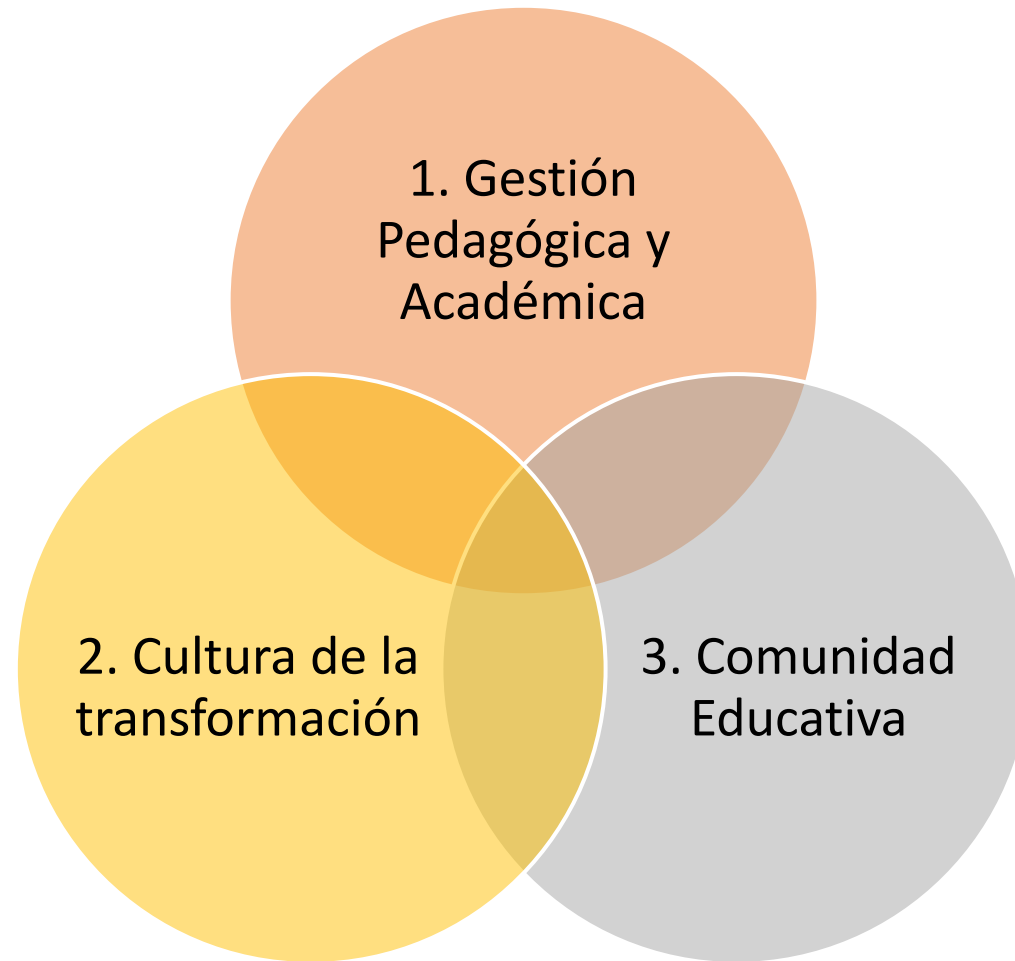 1. Gestión
Pedagógica y
Académica
2. Cultura de la
transformación
3. Comunidad
Educativa